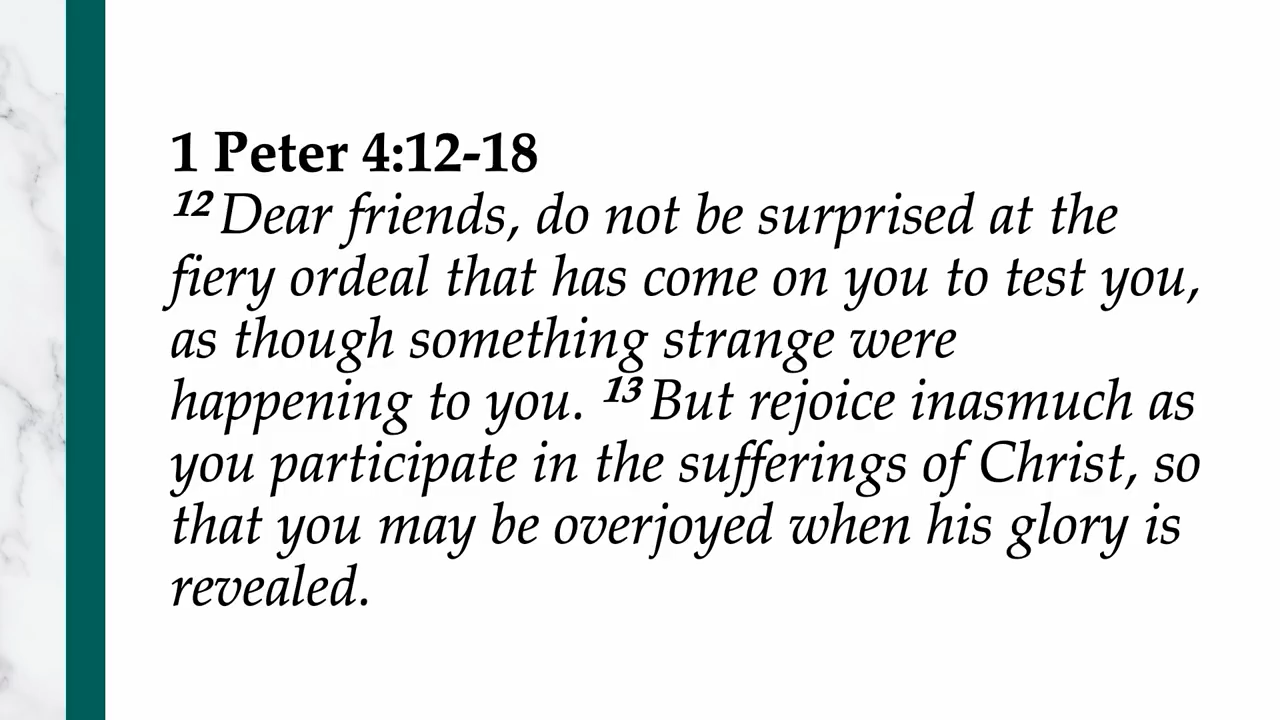 1 Peter 4:12-18
12 Dear friends, do not be surprised at the
fiery ordeal that has come on you to test you,
as though something strange were
happening to you. 13 But rejoice inasmuch as
you participate in the sufferings of Christ, so
that you may be overjoyed when his glory is
revealed.